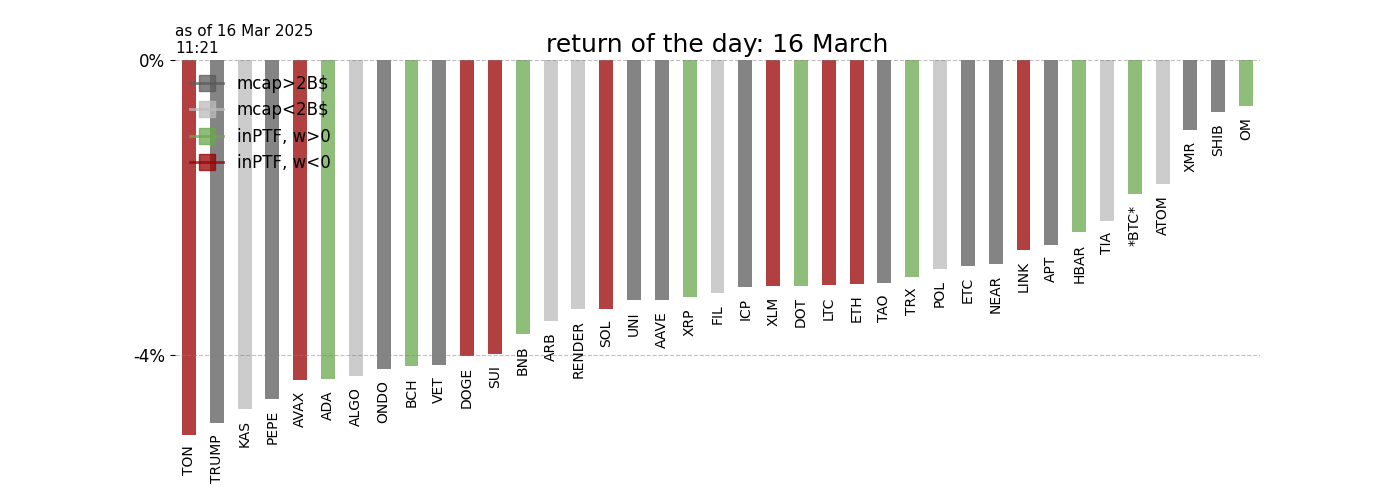 as of 16 Mar 2025
11:21
return of the day: 16 March
0%
-4%
mcap>2B$
mcap<2B$
inPTF, w>0
inPTF, w<0
TON
TRUMP
KAS
PEPE
AVAX
ADA
ALGO
ONDO
BCH
VET
DOGE
SUI
BNB
ARB
RENDER
SOL
UNI
AAVE
XRP
FIL
ICP
XLM
DOT
LTC
ETH
TAO
TRX
POL
ETC
NEAR
LINK
APT
HBAR
TIA
*BTC*
ATOM
XMR
SHIB
OM